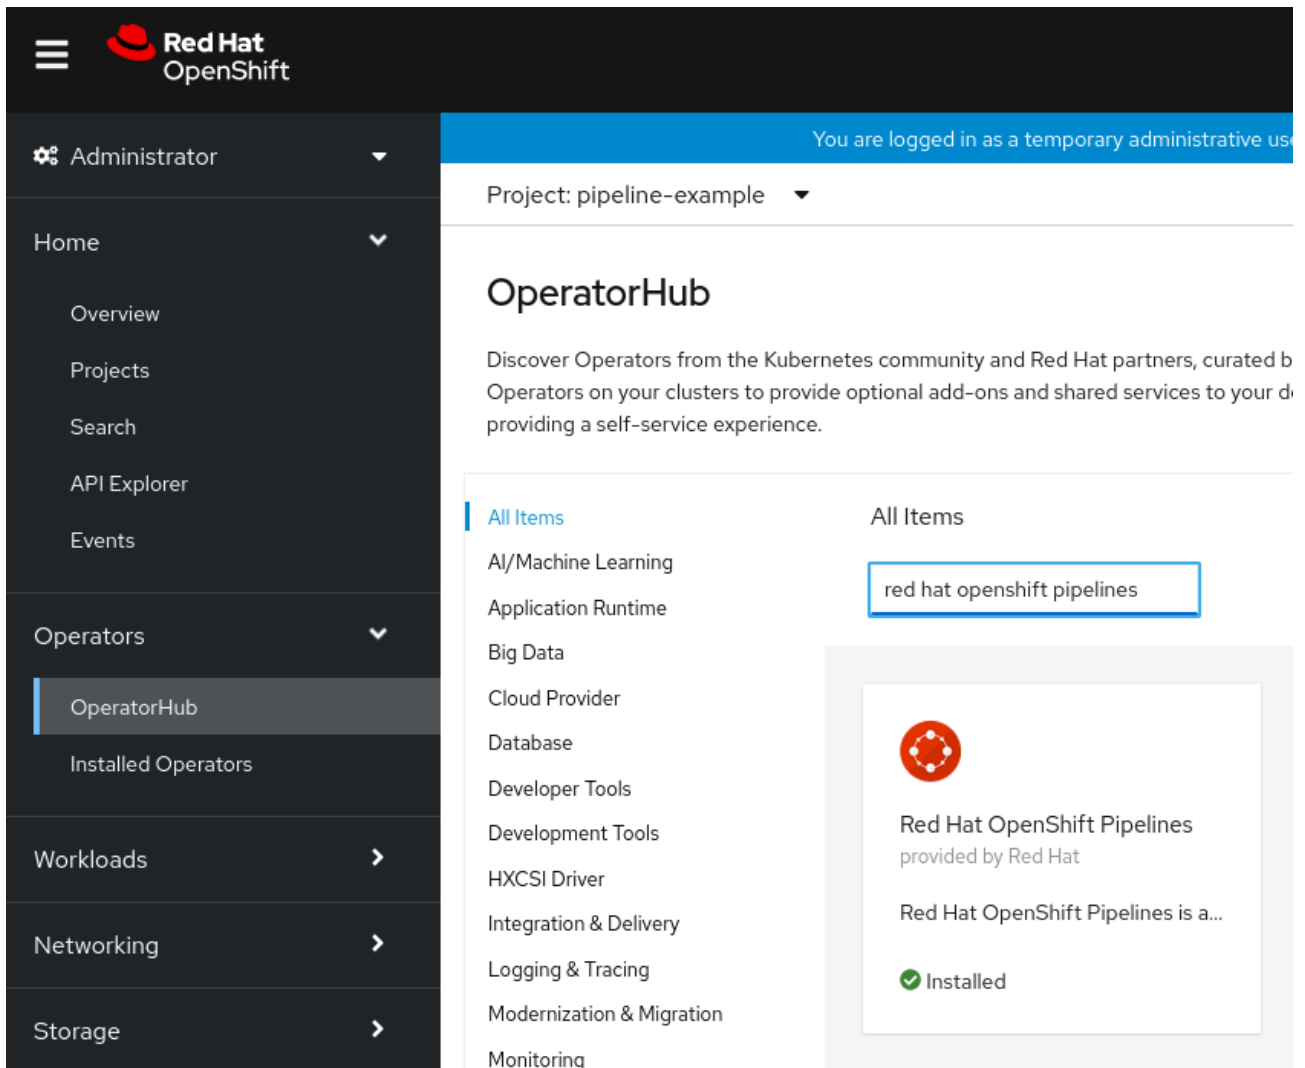 Red Hat
OpenShift
Administrator
Home
Overview
Projects
Search
API Explorer
Events
Operators
OperatorHub
Installed Operators
Workloads
Networking
Storage
You are logged in as a temporary administrative use
Project: pipeline-example
OperatorHub
Discover Operators from the Kubernetes community and Red Hat partners, curated b
Operators on your clusters to provide optional add-ons and shared services to your d
providing a self-service experience.
All Items
AI/Machine Learning
Application Runtime
Big Data
Cloud Provider
Database
Developer Tools
Development Tools
HXCSI Driver
Integration & Delivery
Logging & Tracing
Modernization & Migration
Monitoring
All Items
red hat openshift pipelines
Red Hat OpenShift Pipelines
provided by Red Hat
Red Hat OpenShift Pipelines is a...
Installed